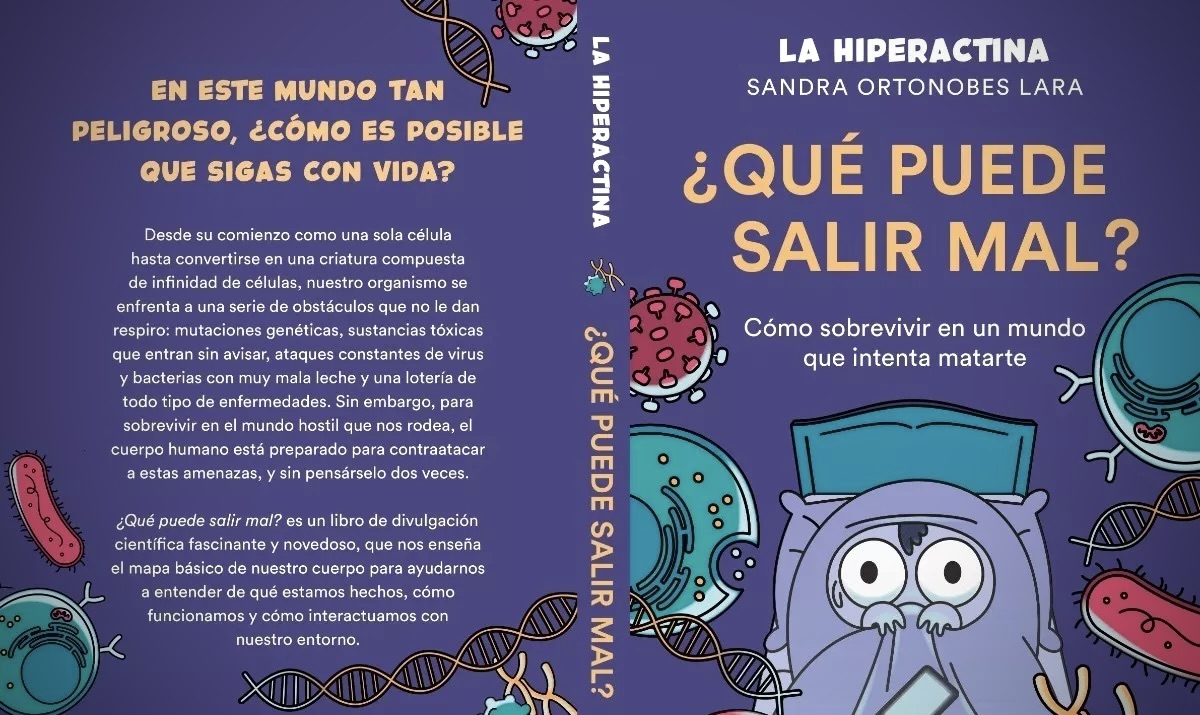 EN ESTE MUNDO TAN
PELIGROSO, ¿CÓMO ES POSIBLE
QUE SIGAS CON VIDA?
Desde su comienzo como una sola célula
hasta convertirse en una criatura compuesta
de infinidad de células, nuestro organismo se
enfrenta a una serie de obstáculos que no le dan
respiro: mutaciones genéticas, sustancias tóxicas
que entran sin avisar, ataques constantes de virus
y bacterias con muy mala leche y una lotería de
todo tipo de enfermedades. Sin embargo, para
sobrevivir en el mundo hostil que nos rodea, el
cuerpo humano está preparado para contraatacar
a estas amenazas, y sin pensárselo dos veces.
¿Qué puede salir mal? es un libro de divulgación
científica fascinante y novedoso, que nos enseña
el mapa básico de nuestro cuerpo para ayudarnos
a entender de qué estamos hechos, cómo
funcionamos y cómo interactuamos con
nuestro entorno.
LA HIPERACTINA
¿QUÉ PUEDE SALIR MAL?
LA HIPERACTINA
SANDRA ORTONOBES LARA
¿QUÉ PUEDE
SALIR MAL?
Cómo sobrevivir en un mundo
que intenta matarte